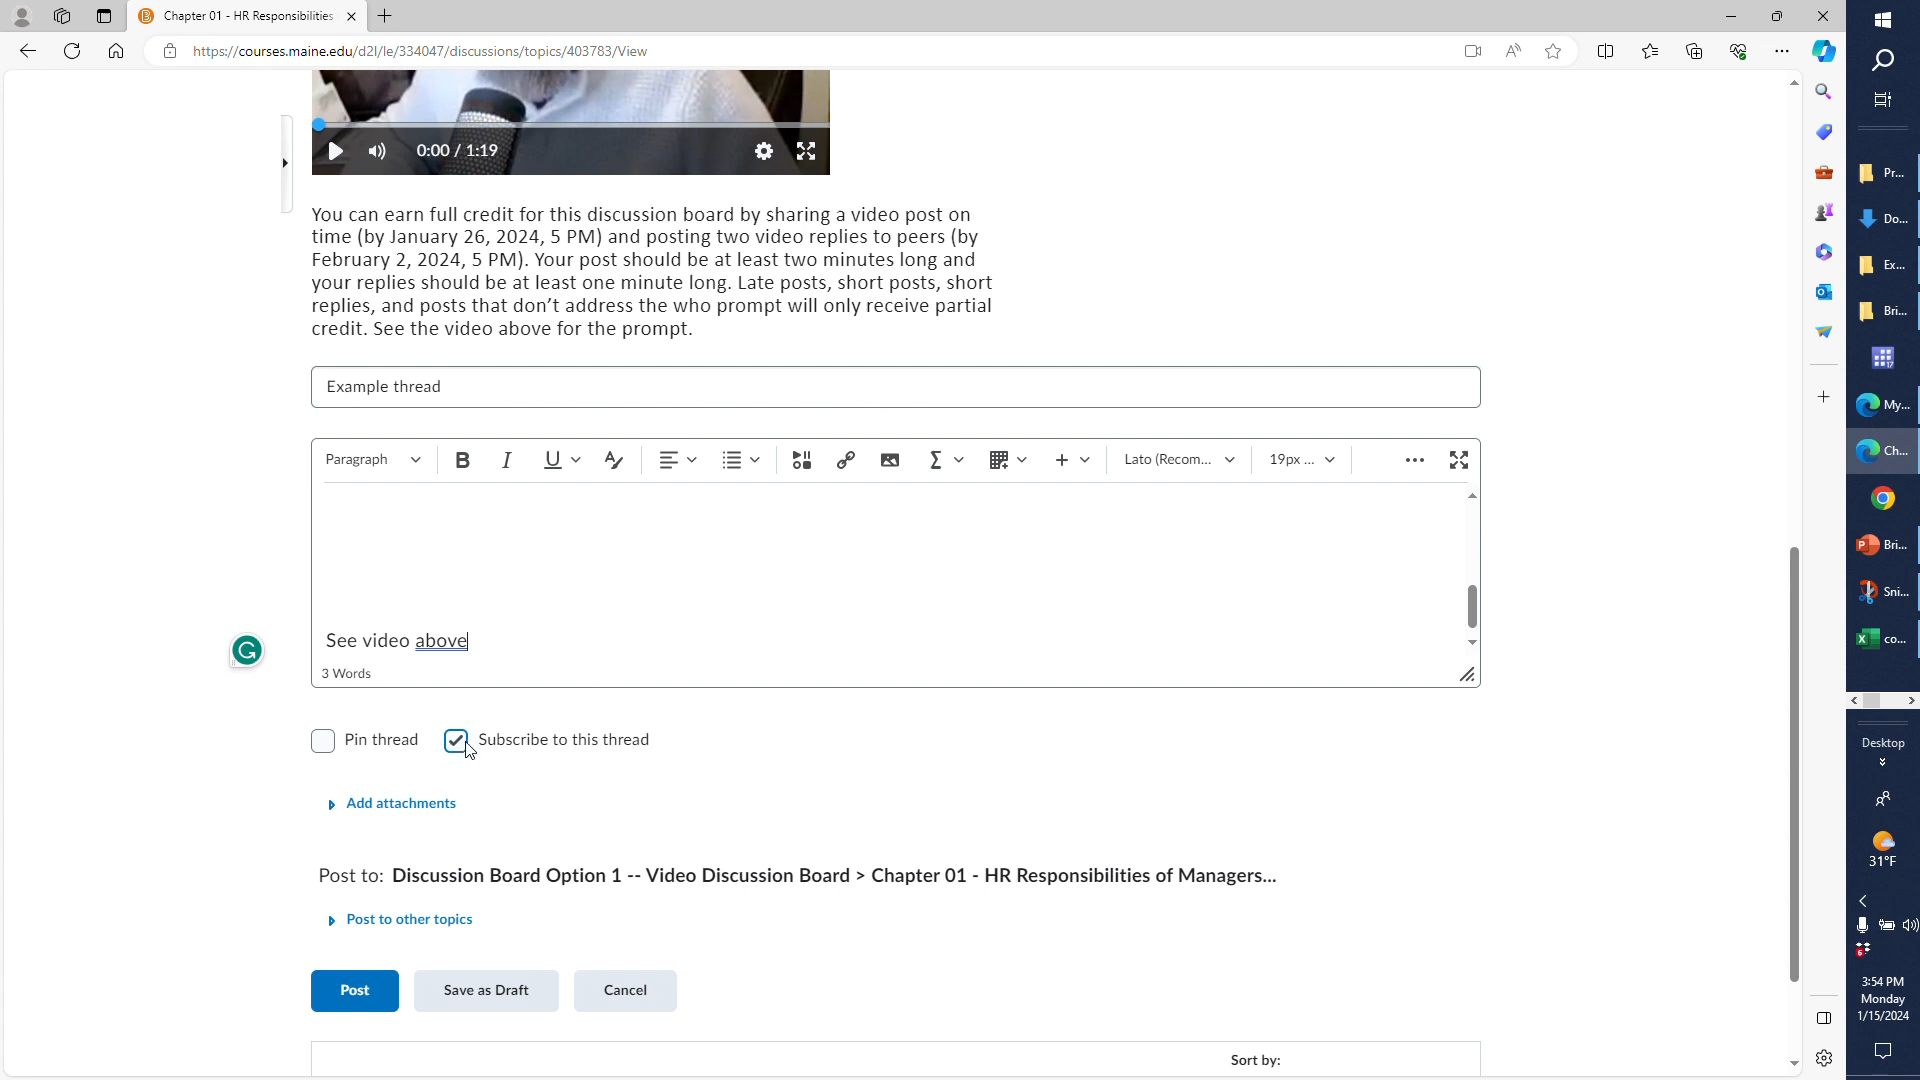 Chapter 01 - HR Responsibilities
https://courses.maine.edu/d2l/le/334047/discussions/topics/403783/View
0:00 / 1:19
You can earn full credit for this discussion board by sharing a video post on
time (by January 26, 2024, 5 PM) and posting two video replies to peers (by
February 2, 2024, 5 PM). Your post should be at least two minutes long and
your replies should be at least one minute long. Late posts, short posts, short
replies, and posts that don't address the who prompt will only receive partial
credit. See the video above for the prompt.
Example thread
Paragraph
Lato (Recom...
19px ...
See video above
3 Words
Pin thread
Subscribe to this thread
Add attachments
Post to: Discussion Board Option 1 -- Video Discussion Board > Chapter 01 - HR Responsibilities of Managers...
Post to other topics
Post
Save as Draft
Cancel
Sort by:
Pr...
Do...
Ex...
Bri...
My...
Ch...
Bri...
Sni...
co...
Desktop
31°F
3:54 PM
Monday
1/15/2024